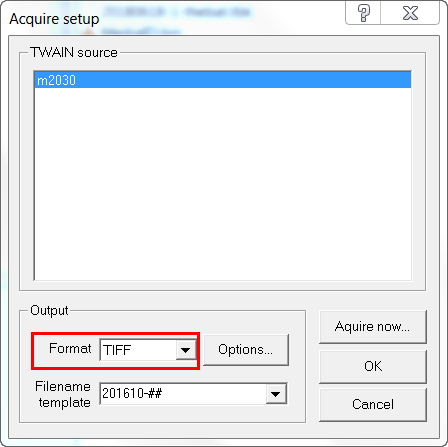 Acquire setup
TWAIN source
m2030
Output
Format TIFF Options...
Filename template 201610-##
Aquire now...
OK
Cancel